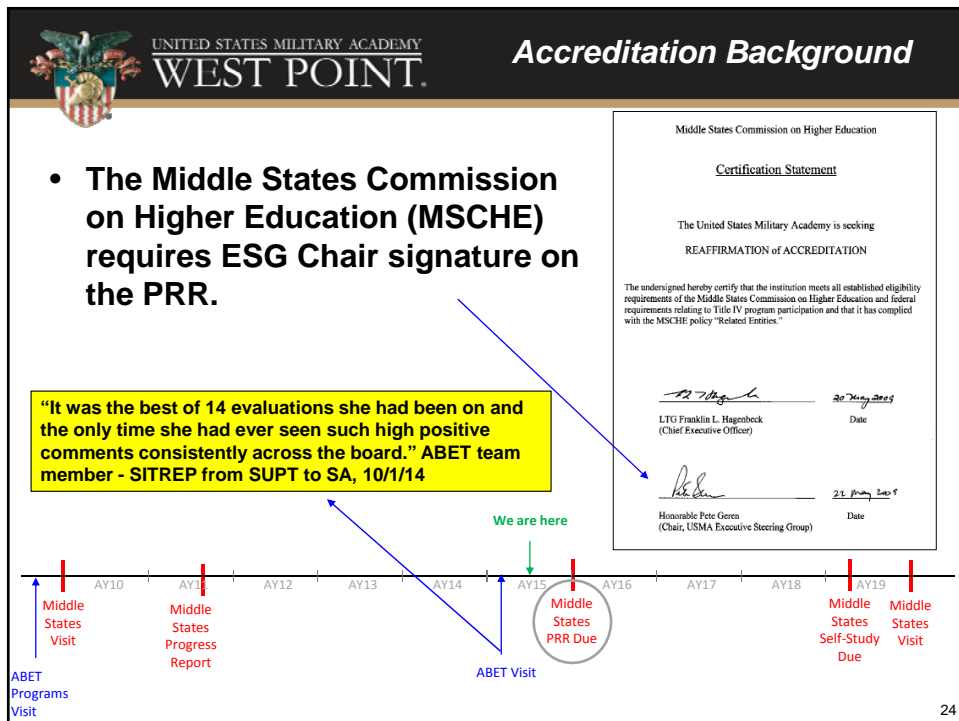 UNITED STATES MILITARY ACADEMY
WEST POINT.
Accreditation Background
• The Middle States Commission
on Higher Education (MSCHE)
requires ESG Chair signature on
the PRR.
Middle States Commission on Higher Education
Certification Statement
The United States Military Academy is seeking
REAFFIRMATION of ACCREDITATION
The undersigned hereby certify that the institution meets all established eligibility
requirements of the Middle States Commission on Higher Education and federal
requirements relating to Title IV program participation and that it has complied
with the MSCHE policy "Related Entities."
20 May 2009
LTG Franklin L. Hagenbeck
Date
(Chief Executive Officer)
22 May 2009
Honorable Pete Geren
Date
(Chair, USMA Executive Steering Group)
“It was the best of 14 evaluations she had been on and
the only time she had ever seen such high positive
comments consistently across the board.” ABET team
member - SITREP from SUPT to SA, 10/1/14
We are here
AY10
AY11
AY12
AY13
AY14
AY15
AY16
AY17
AY18
AY19
Middle
States
Visit
Middle
States
Progress
Report
Middle
States
PRR Due
Middle
States
Self-Study
Due
Middle
States
Visit
ABET
Programs
Visit
ABET Visit
24